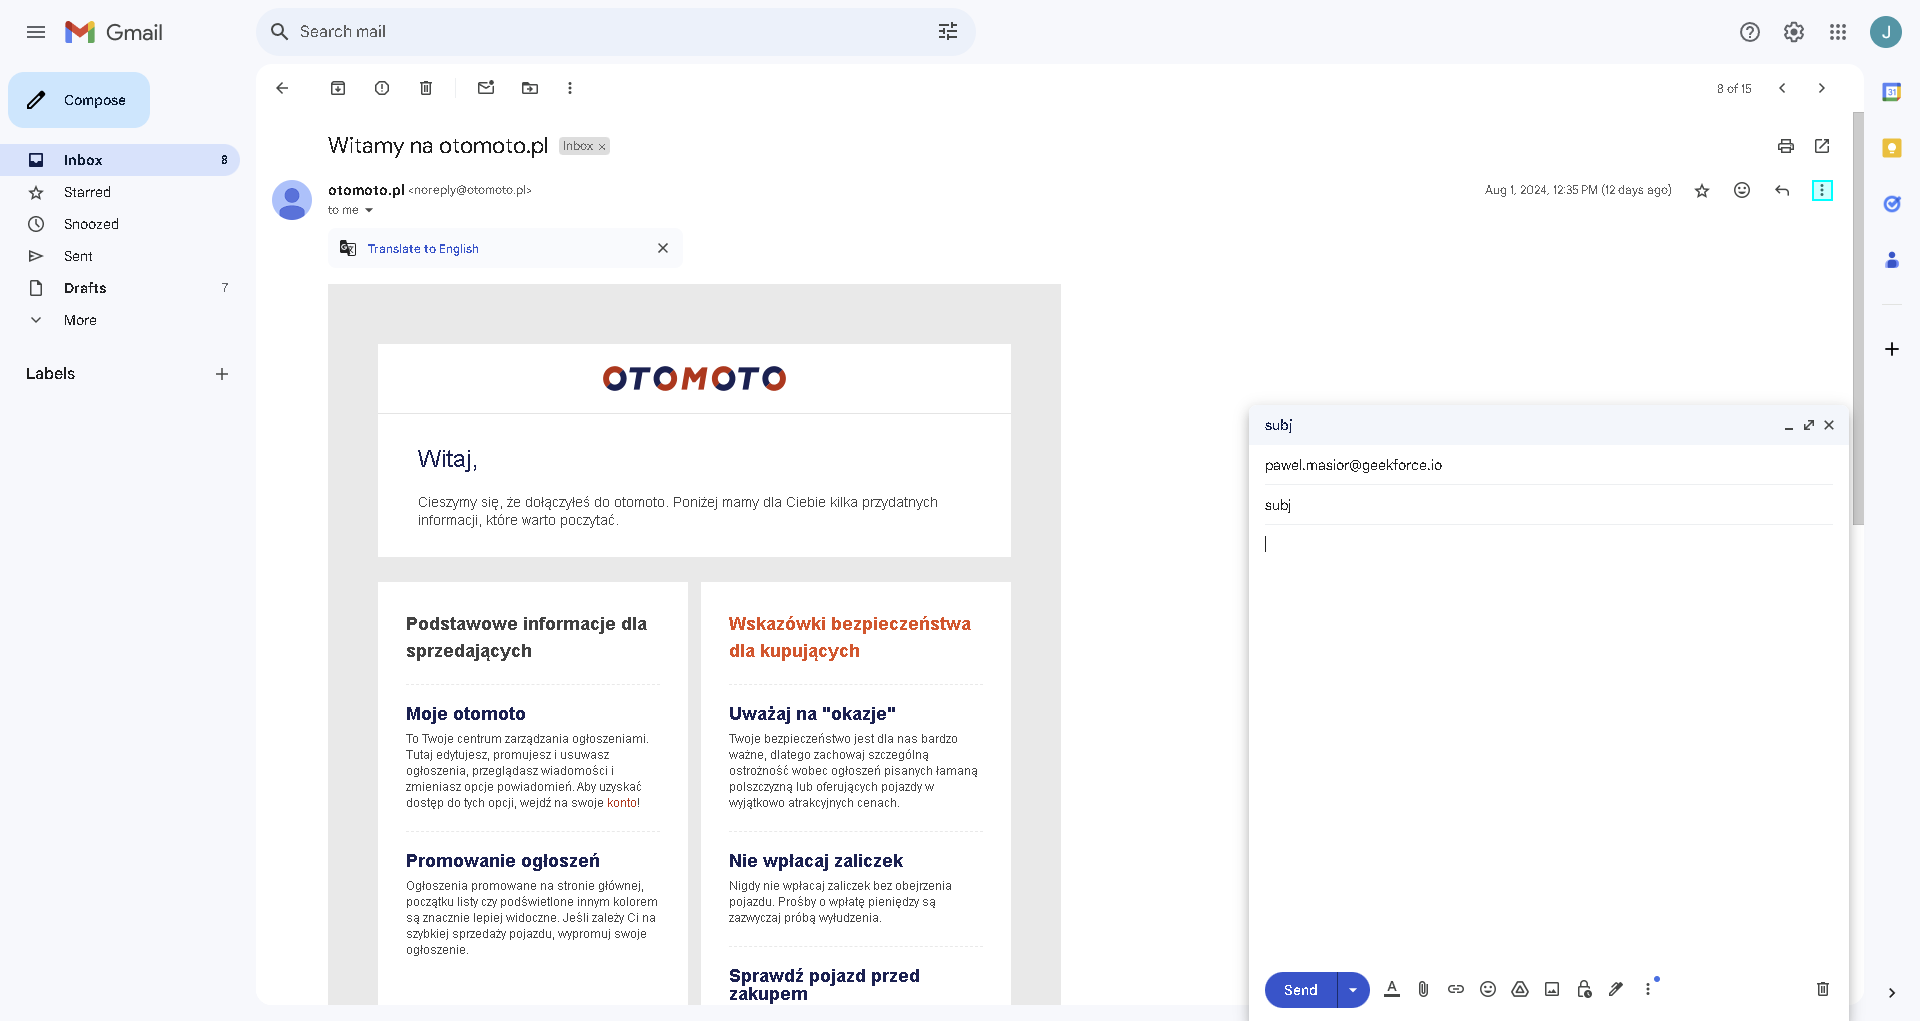 Gmail
Search mail
J
Compose
Inbox 8
Starred
Snoozed
Sent
Drafts 7
More
Labels
8 of 15
31
Witamy na otomoto.pl
Inbox x
otomoto.pl <noreply@otomoto.pl>
Aug 1, 2024, 12:35 PM (12 days ago)
to me
Translate to English
OTOMOTO
Witaj,
Cieszymy się, że dołączyłeś do otomoto. Poniżej mamy dla Ciebie kilka przydatnych
informacji, które warto poczytać.
Podstawowe informacje dla
sprzedających
Moje otomoto
To Twoje centrum zarządzania ogłoszeniami.
Tutaj edytujesz, promujesz i usuwasz
ogłoszenia, przeglądasz wiadomości i
zmieniasz opcje powiadomień. Aby uzyskać
dostęp do tych opcji, wejdź na swoje konto!
Promowanie ogłoszeń
Ogłoszenia promowane na stronie głównej,
początku listy czy podświetlone innym kolorem
są znacznie lepiej widoczne. Jeśli zależy Ci na
szybkiej sprzedaży pojazdu, wypromuj swoje
ogłoszenie.
Wskazówki bezpieczeństwa
dla kupujących
Uważaj na "okazje"
Twoje bezpieczeństwo jest dla nas bardzo
ważne, dlatego zachowaj szczególną
ostrożność wobec ogłoszeń pisanych łamaną
polszczyzną lub oferujących pojazdy w
wyjątkowo atrakcyjnych cenach.
Nie wpłacaj zaliczek
Nigdy nie wpłacaj zaliczek bez obejrzenia
pojazdu. Prośby o wpłatę pieniędzy są
zazwyczaj próbą wyłudzenia.
Sprawdź pojazd przed
zakupem
subj
pawel.masior@geekforce.io
subj
Send